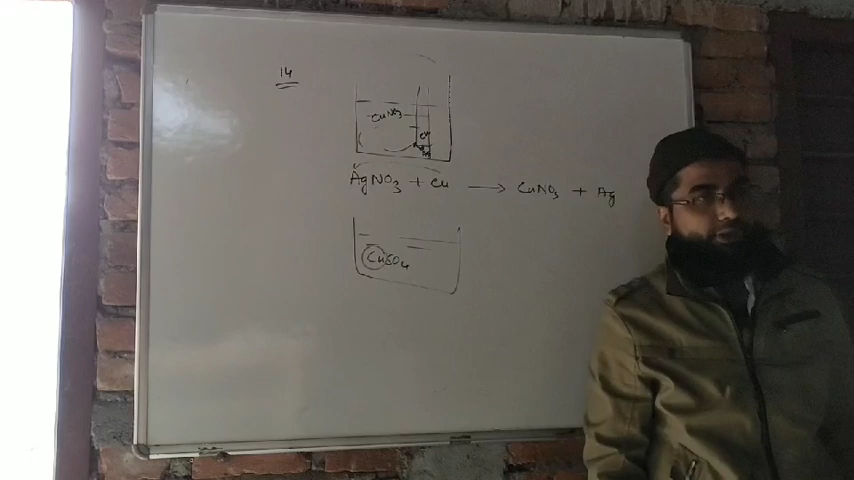 14
CuNO3
Cu
AgNO3 + Cu → CuNO3 + Ag
CuSO4